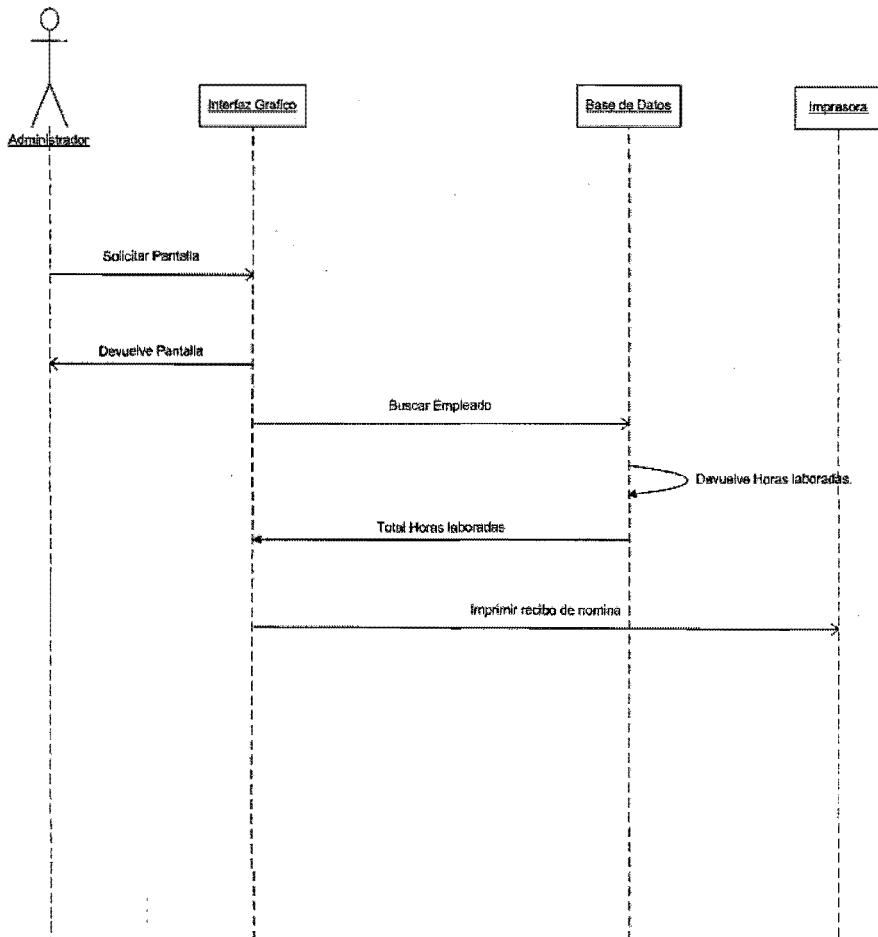 Interfaz Grafico
Base de Datos
Impresora
Administrador
Solicitar Pantalla
Devuelve Pantalla
Buscar Empleado
Devuelve Horas laboradas.
Total Horas laboradas
Imprimir recibo de nomina